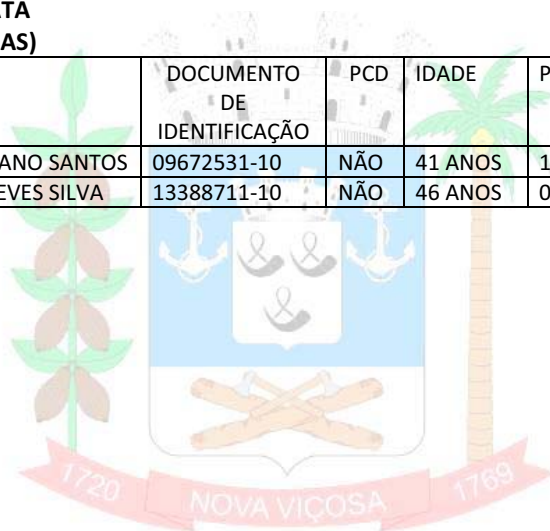 ATA
AS)
DOCUMENTO DE IDENTIFICAÇÃO PCD IDADE P
ANO SANTOS 09672531-10 NÃO 41 ANOS 1
EVES SILVA 13388711-10 NÃO 46 ANOS 0
1720 NOVA VIÇOSA 1769